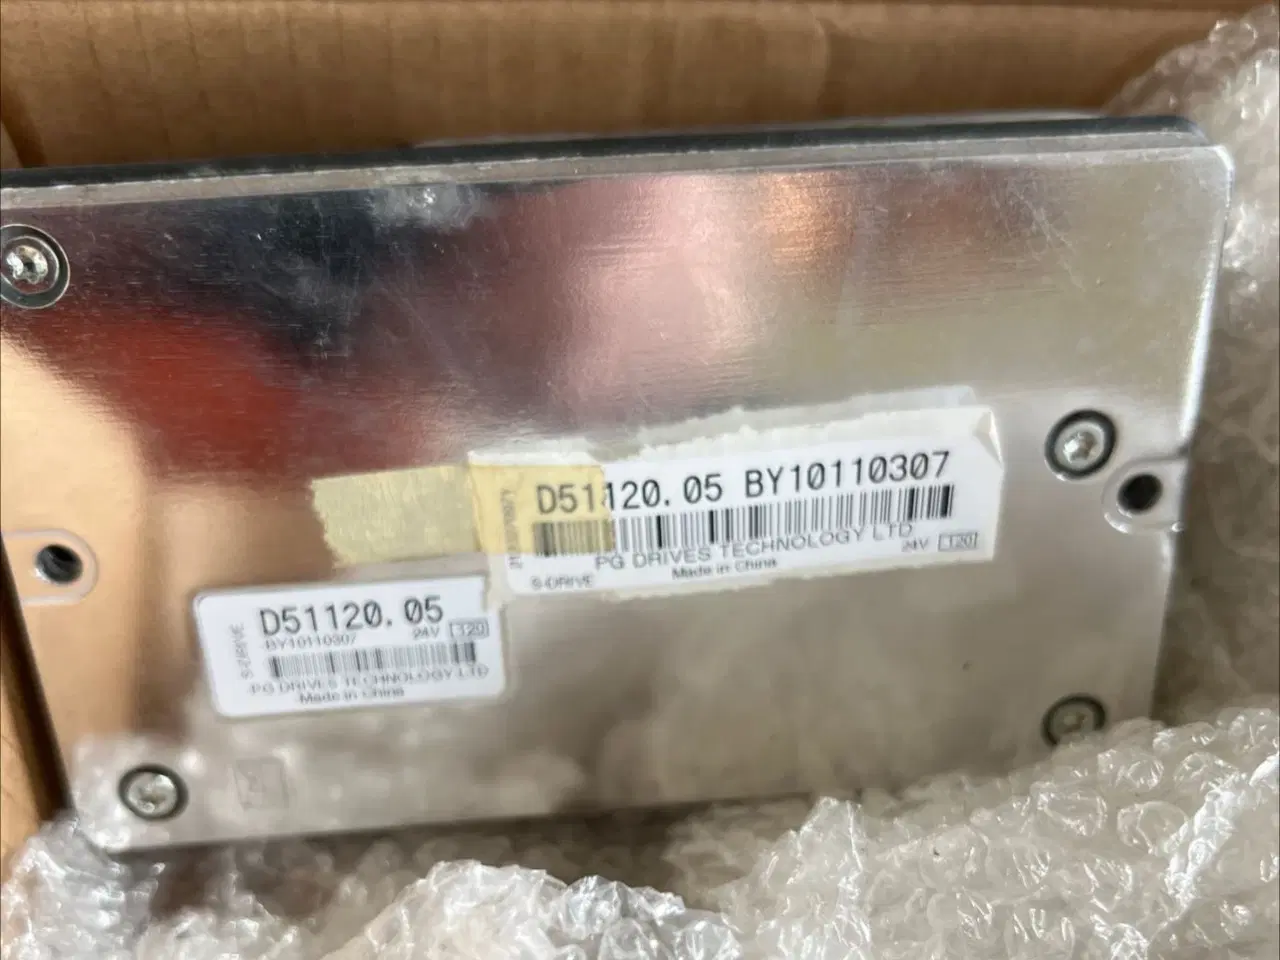 D51120.05 BY10110307
PG DRIVES TECHNOLOGY LTD
S-DRIVE
Made in China
24V 120
D51120.05
BY10110307
24V 120
S-DRIVE
PG DRIVES TECHNOLOGY LTD
Made in China